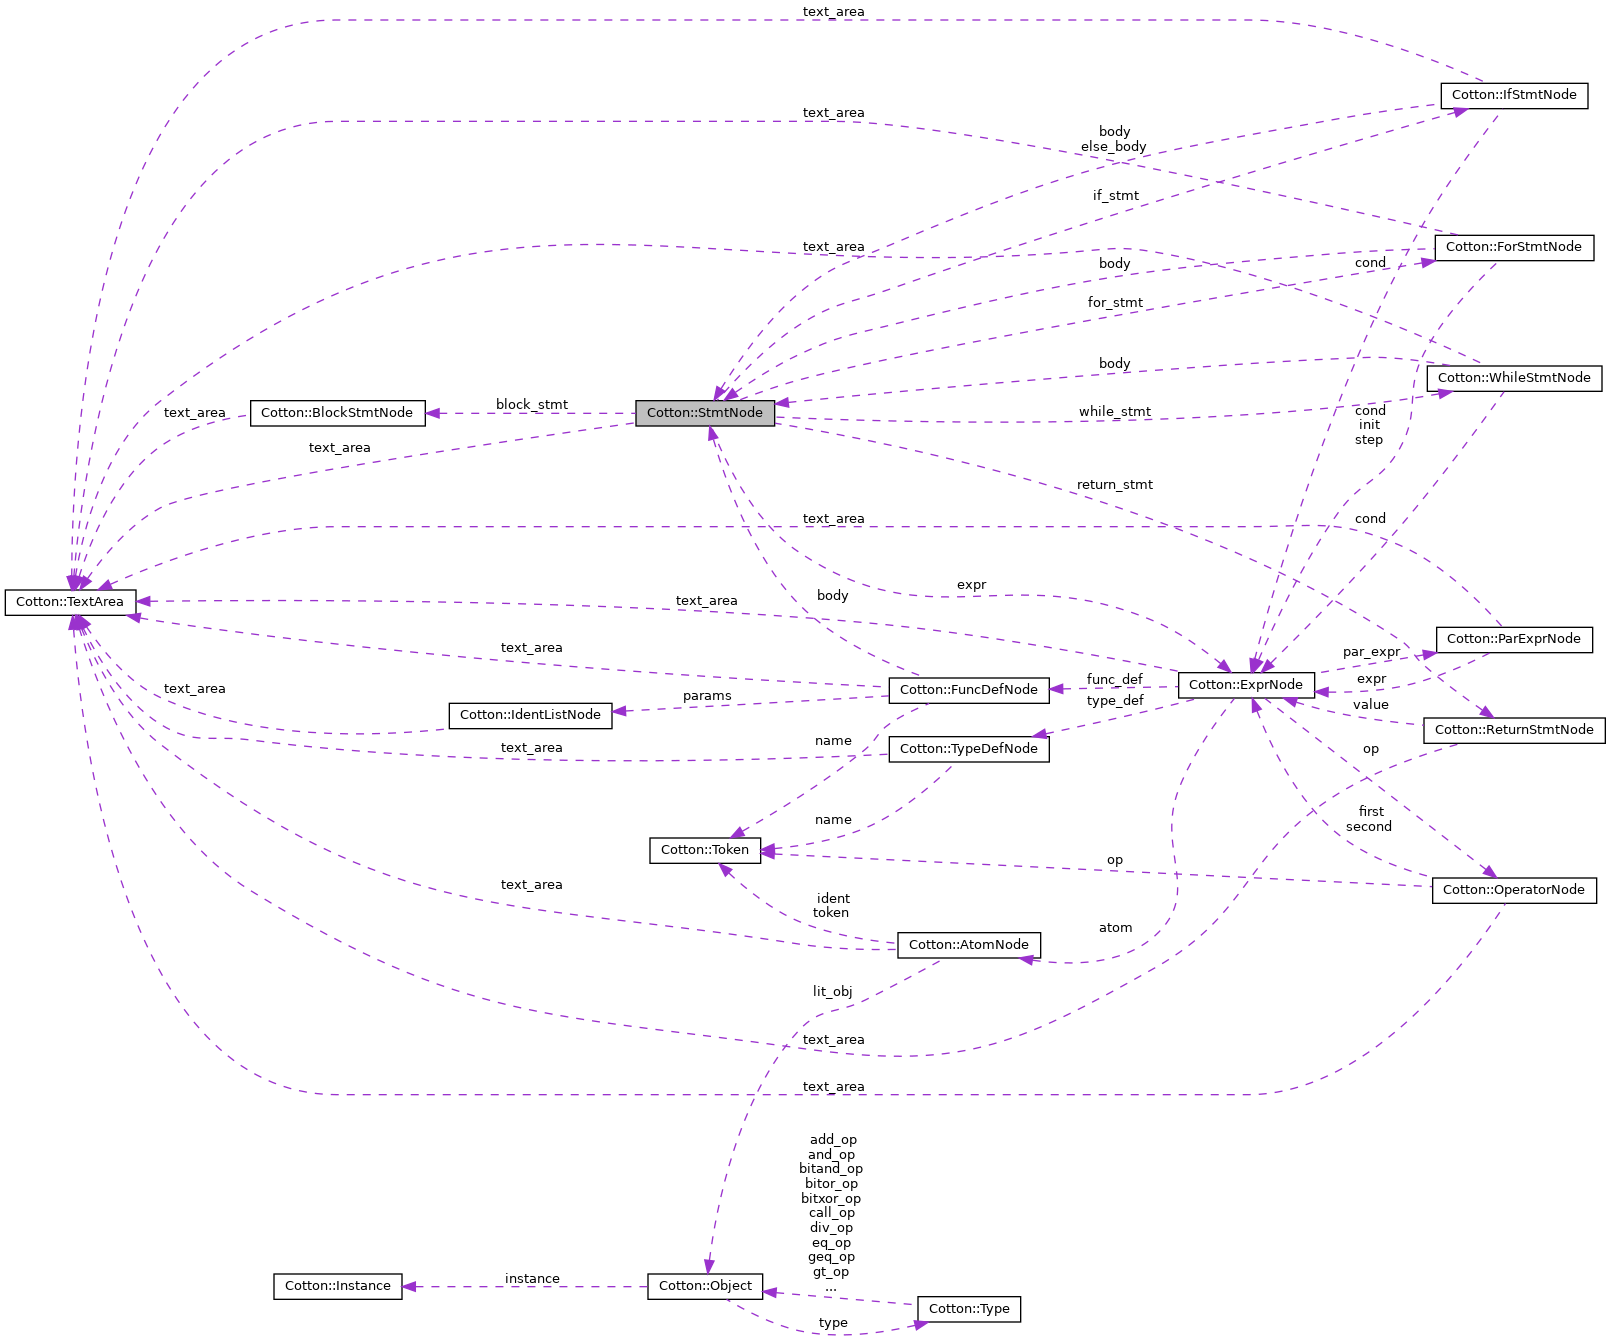 text_area
Cotton::IfStmtNode
text_area
body
else_body
if_stmt
text_area
Cotton::ForStmtNode
body
cond
for_stmt
body
Cotton::WhileStmtNode
block_stmt
text_area
Cotton::BlockStmtNode
Cotton::StmtNode
while_stmt
cond
init
step
text_area
return_stmt
text_area
cond
expr
body
text_area
Cotton::TextArea
text_area
par_expr
Cotton::ParExprNode
func_def
expr
Cotton::ExprNode
text_area
Cotton::FuncDefNode
params
type_def
value
Cotton::IdentListNode
Cotton::ReturnStmtNode
name
text_area
Cotton::TypeDefNode
op
name
first
second
Cotton::Token
op
text_area
Cotton::OperatorNode
ident
token
atom
Cotton::AtomNode
lit_obj
text_area
text_area
add_op
and_op
bitand_op
bitor_op
bitxor_op
call_op
div_op
eq_op
geq_op
gt_op
...
instance
Cotton::Instance
Cotton::Object
Cotton::Type
type